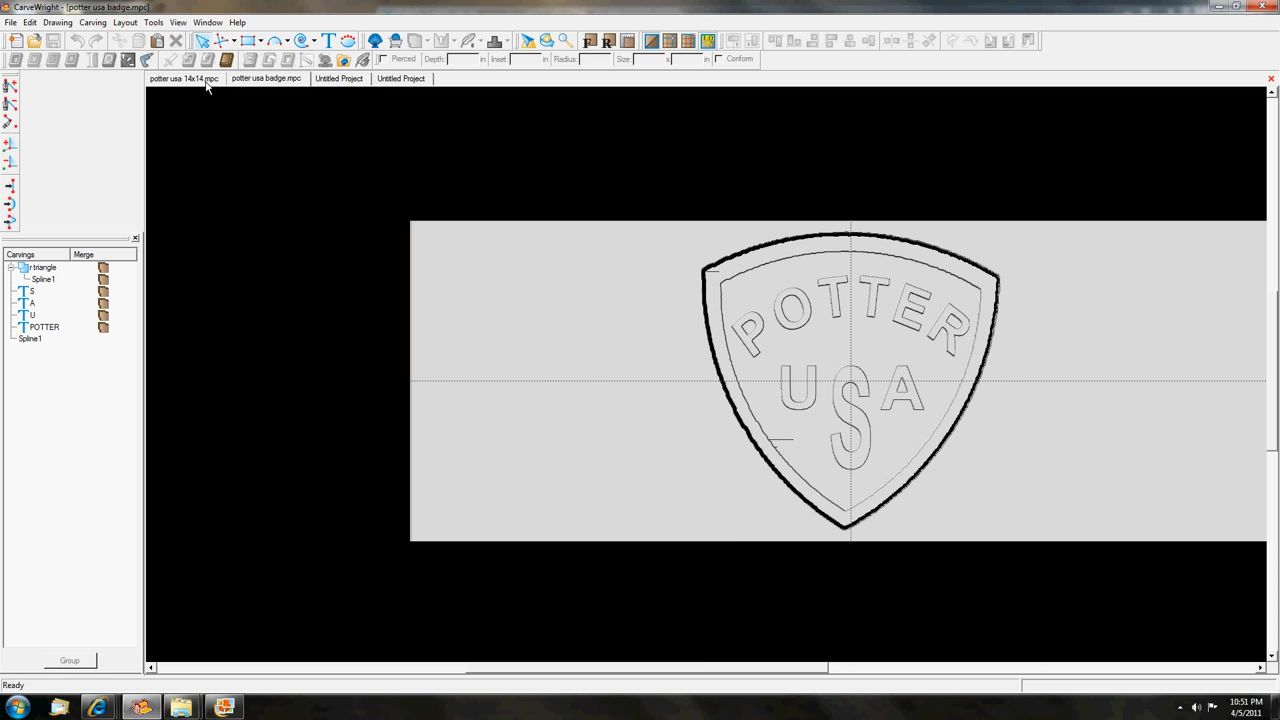 CarveWright - [potter usa badge.mpc]
File Edit Drawing Carving Layout Tools View Window Help
Pierced Depth: in Inset: in Radius: Size: x in Conform
potter usa 14x14.mpc potter usa badge.mpc Untitled Project Untitled Project
Carvings Merge
r triangle
Spline1
S
A
U
POTTER
Spline1
POTTER
USA
Group
Ready
10:51 PM
4/5/2011